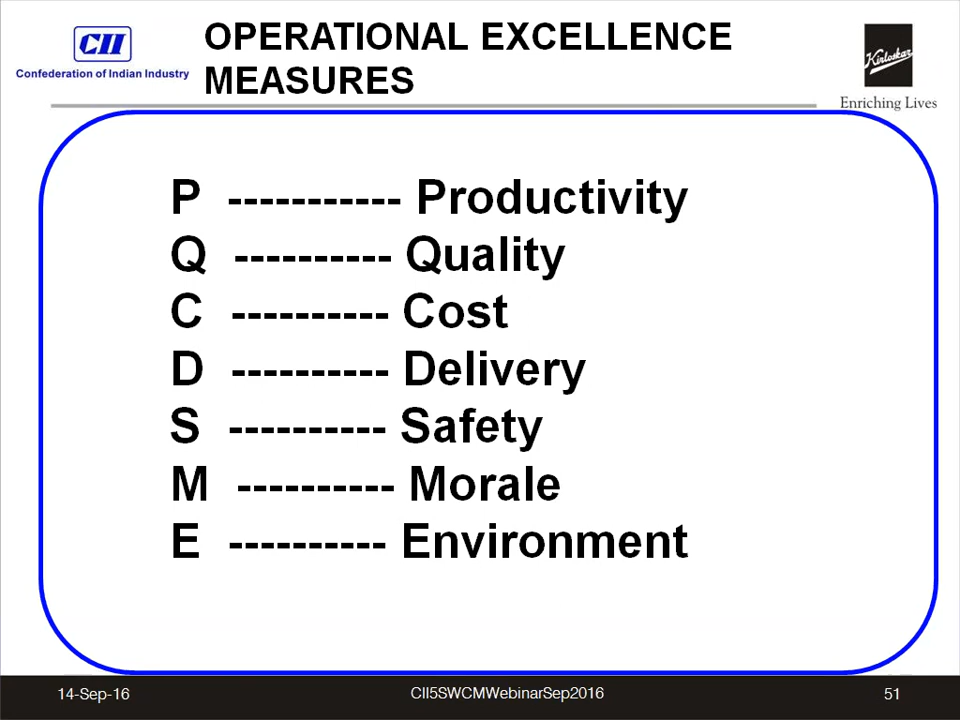 CII
Confederation of Indian Industry
OPERATIONAL EXCELLENCE
MEASURES
Kirloskar
Enriching Lives
P ----------- Productivity
Q ---------- Quality
C ---------- Cost
D ---------- Delivery
S ---------- Safety
M ---------- Morale
E ---------- Environment
14-Sep-16
CII5SWCMWebinarSep2016
51